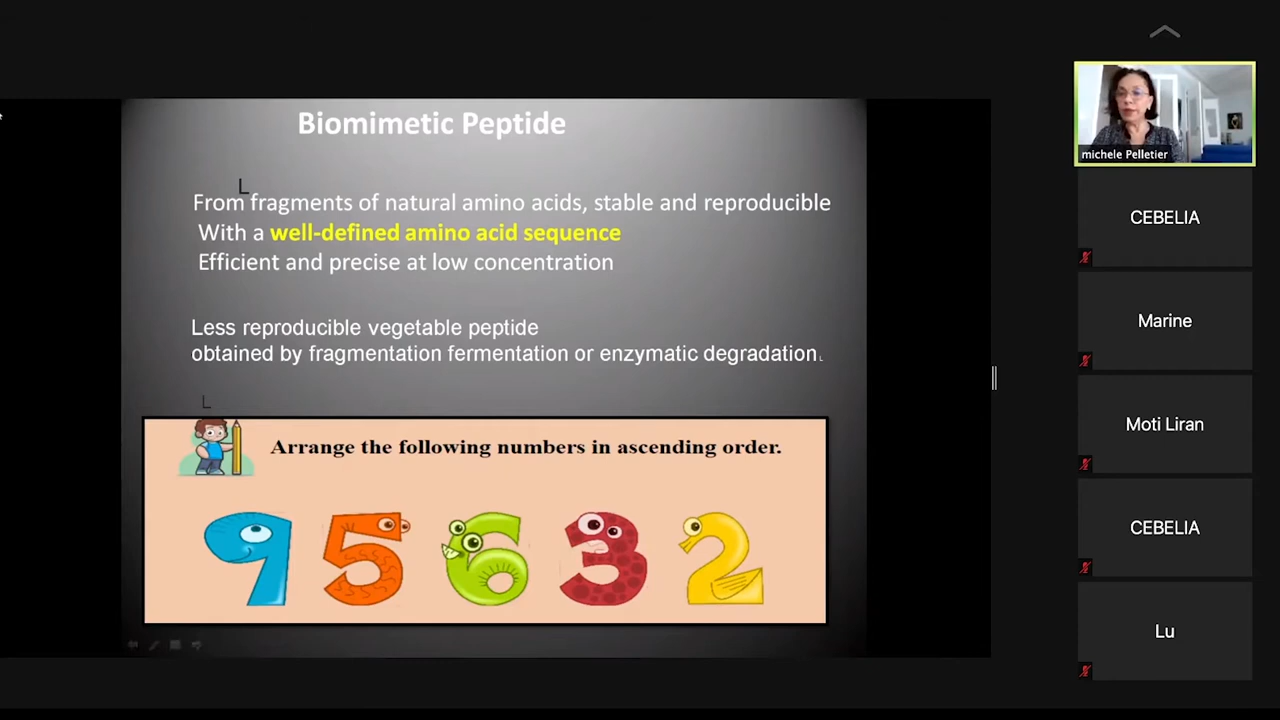 Biomimetic Peptide
L
From fragments of natural amino acids, stable and reproducible
With a well-defined amino acid sequence
Efficient and precise at low concentration
Less reproducible vegetable peptide
obtained by fragmentation fermentation or enzymatic degradation.
L
Arrange the following numbers in ascending order.
9 5 6 3 2
michele Pelletier
CEBELIA
Marine
Moti Liran
CEBELIA
Lu